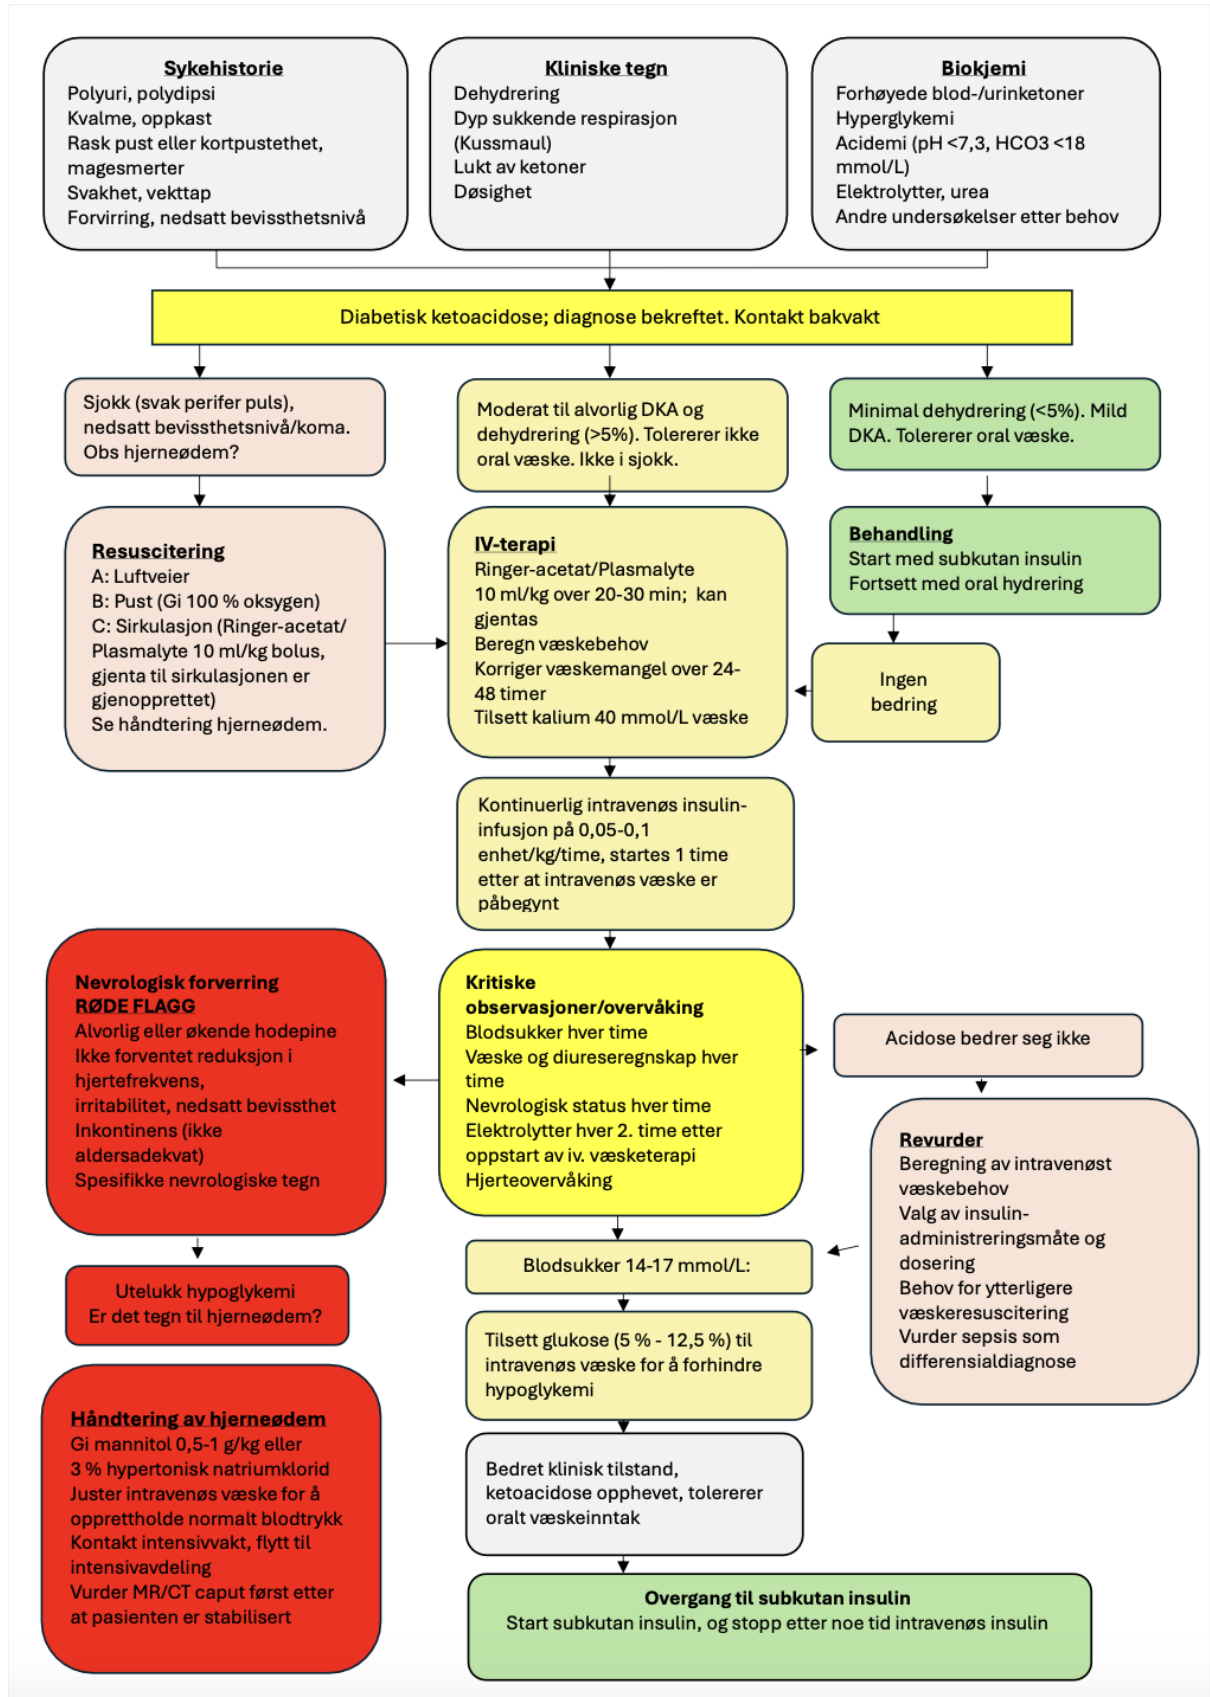 Sykehistorie
Polyuri, polydipsi
Kvalme, oppkast
Rask pust eller kortpustethet,
magesmerter
Svakhet, vekttap
Forvirring, nedsatt bevissthetsnivå
Kliniske tegn
Dehydrering
Dyp sukkende respirasjon
(Kussmaul)
Lukt av ketoner
Døsighet
Biokjemi
Forhøyede blod-/urinketoner
Hyperglykemi
Acidemi (pH <7,3, HCO3 <18
mmol/L)
Elektrolytter, urea
Andre undersøkelser etter behov
Diabetisk ketoacidose; diagnose bekreftet. Kontakt bakvakt
Sjokk (svak perifer puls),
nedsatt bevissthetsnivå/koma.
Obs hjerneødem?
Moderat til alvorlig DKA og
dehydrering (>5%). Tolererer ikke
oral væske. Ikke i sjokk.
Minimal dehydrering (<5%). Mild
DKA. Tolererer oral væske.
Resuscitering
A: Luftveier
B: Pust (Gi 100 % oksygen)
C: Sirkulasjon (Ringer-acetat/
Plasmalyte 10 ml/kg bolus,
gjenta til sirkulasjonen er
gjenopprettet)
Se håndtering hjerneødem.
IV-terapi
Ringer-acetat/Plasmalyte
10 ml/kg over 20-30 min; kan
gjentas
Beregn væskebehov
Korriger væskemangel over 24-
48 timer
Tilsett kalium 40 mmol/L væske
Behandling
Start med subkutan insulin
Fortsett med oral hydrering
Ingen
bedring
Kontinuerlig intravenøs insulin-
infusjon på 0,05-0,1
enhet/kg/time, startes 1 time
etter at intravenøs væske er
påbegynt
Nevrologisk forverring
RØDE FLAGG
Alvorlig eller økende hodepine
Ikke forventet reduksjon i
hjertefrekvens,
irritabilitet, nedsatt bevissthet
Inkontinens (ikke
aldersadekvat)
Spesifikke nevrologiske tegn
Kritiske
observasjoner/overvåking
Blodsukker hver time
Væske og diureseregnskap hver
time
Nevrologisk status hver time
Elektrolytter hver 2. time etter
oppstart av iv. væsketerapi
Hjerteovervåking
Acidose bedrer seg ikke
Revurder
Beregning av intravenøst
væskebehov
Valg av insulin-
administreringsmåte og
dosering
Behov for ytterligere
væskeresuscitering
Vurder sepsis som
differensialdiagnose
Utelukk hypoglykemi
Er det tegn til hjerneødem?
Blodsukker 14-17 mmol/L:
Tilsett glukose (5 % - 12,5 %) til
intravenøs væske for å forhindre
hypoglykemi
Håndtering av hjerneødem
Gi mannitol 0,5-1 g/kg eller
3 % hypertonisk natriumklorid
Juster intravenøs væske for å
opprettholde normalt blodtrykk
Kontakt intensivvakt, flytt til
intensivavdeling
Vurder MR/CT caput først etter
at pasienten er stabilisert
Bedret klinisk tilstand,
ketoacidose opphevet, tolererer
oralt væskeinntak
Overgang til subkutan insulin
Start subkutan insulin, og stopp etter noe tid intravenøs insulin